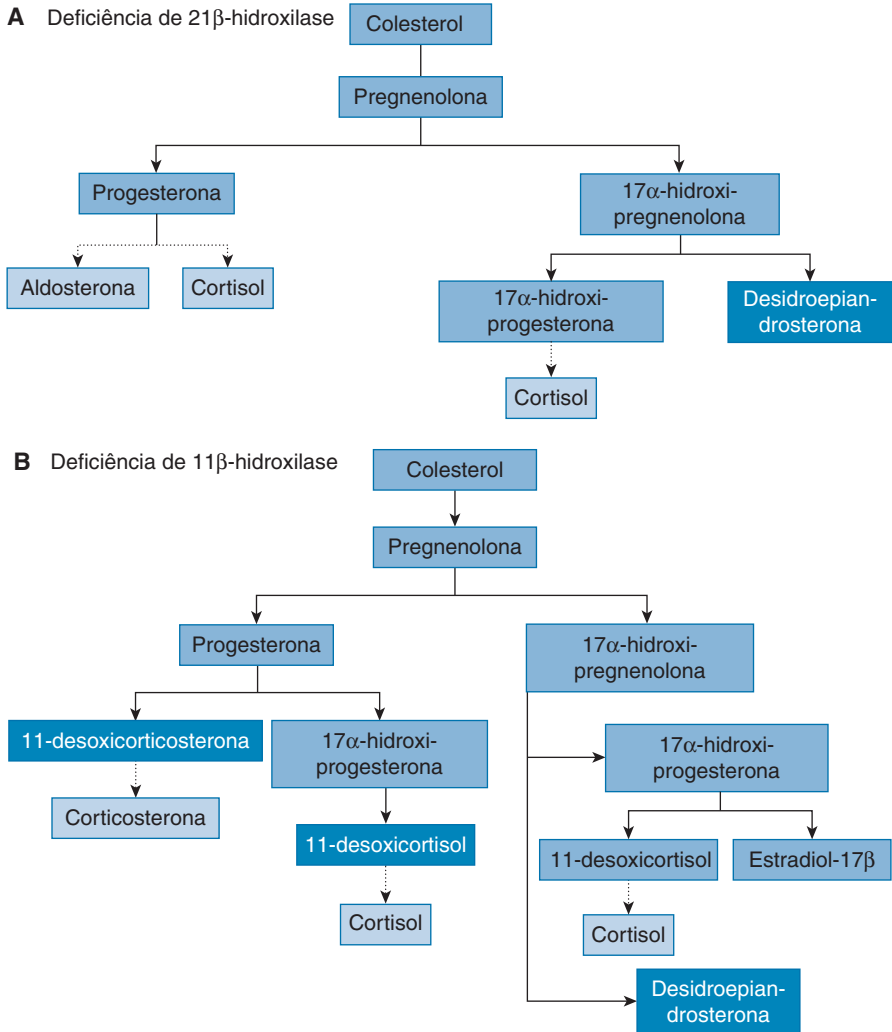 A Deficiência de 21β-hidroxilase
Colesterol
Pregnenolona
Progesterona
17α-hidroxi-
pregnenolona
Aldosterona
Cortisol
17α-hidroxi-
progesterona
Desidroepian-
drosterona
Cortisol
B Deficiência de 11β-hidroxilase
Colesterol
Pregnenolona
Progesterona
17α-hidroxi-
pregnenolona
11-desoxicorticosterona
17α-hidroxi-
progesterona
17α-hidroxi-
progesterona
Corticosterona
11-desoxicortisol
11-desoxicortisol
Estradiol-17β
Cortisol
Cortisol
Desidroepian-
drosterona